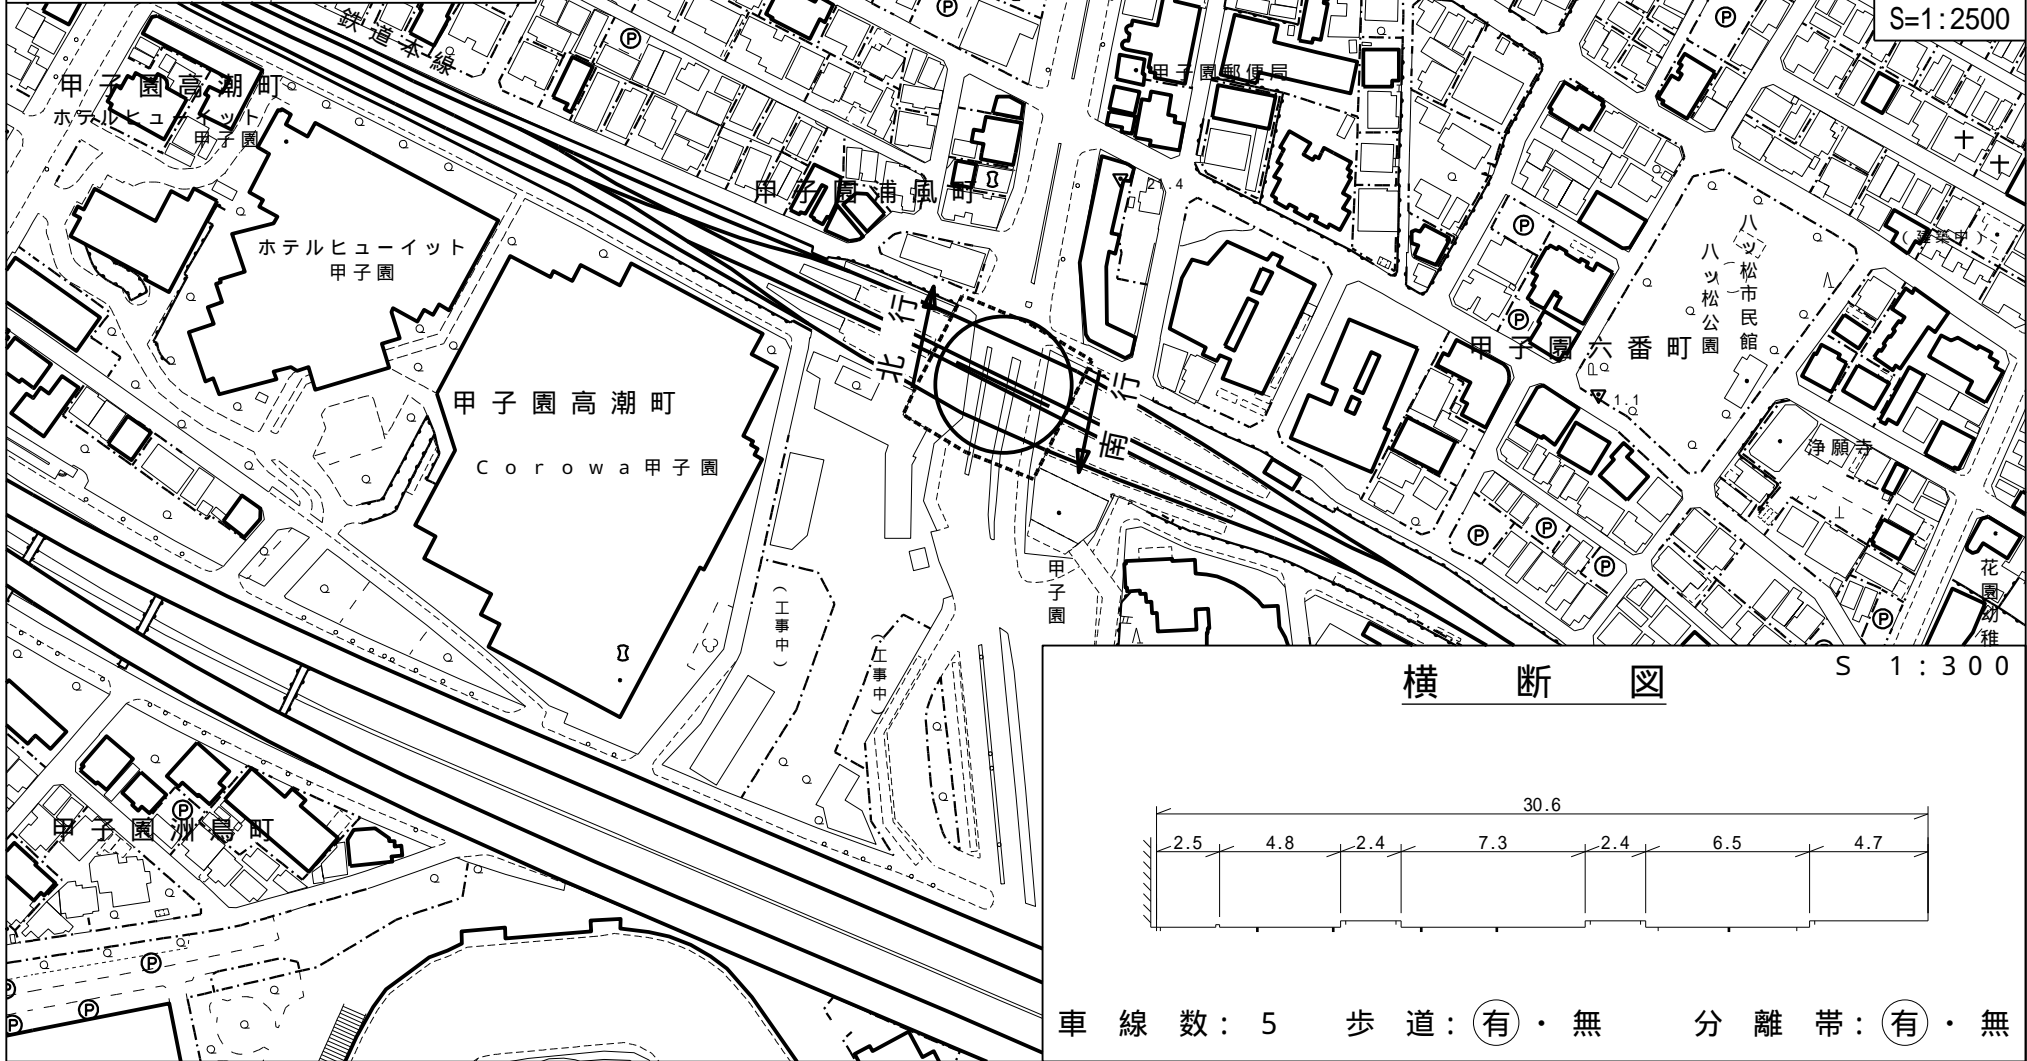 S=1:2500
鉄道本線
甲子園高潮町
ホテルヒューイット
甲子園
甲子園郵便局
甲子園浦風町
21.4
ホテルヒューイット
甲子園
北行
南行
八ッ松市民館
八ッ松公園
(建築中)
甲子園六番町
1.1
浄願寺
甲子園高潮町
Corowa甲子園
甲子園
花園幼稚
(工事中)
(工事中)
甲子園洲鳥町
P
P
P
P
P
P
P
P
P
P
P
P
P
横断図
S 1:300
30.6
2.5 4.8 2.4 7.3 2.4 6.5 4.7
車線数: 5 歩道: 有・無 分離帯: 有・無